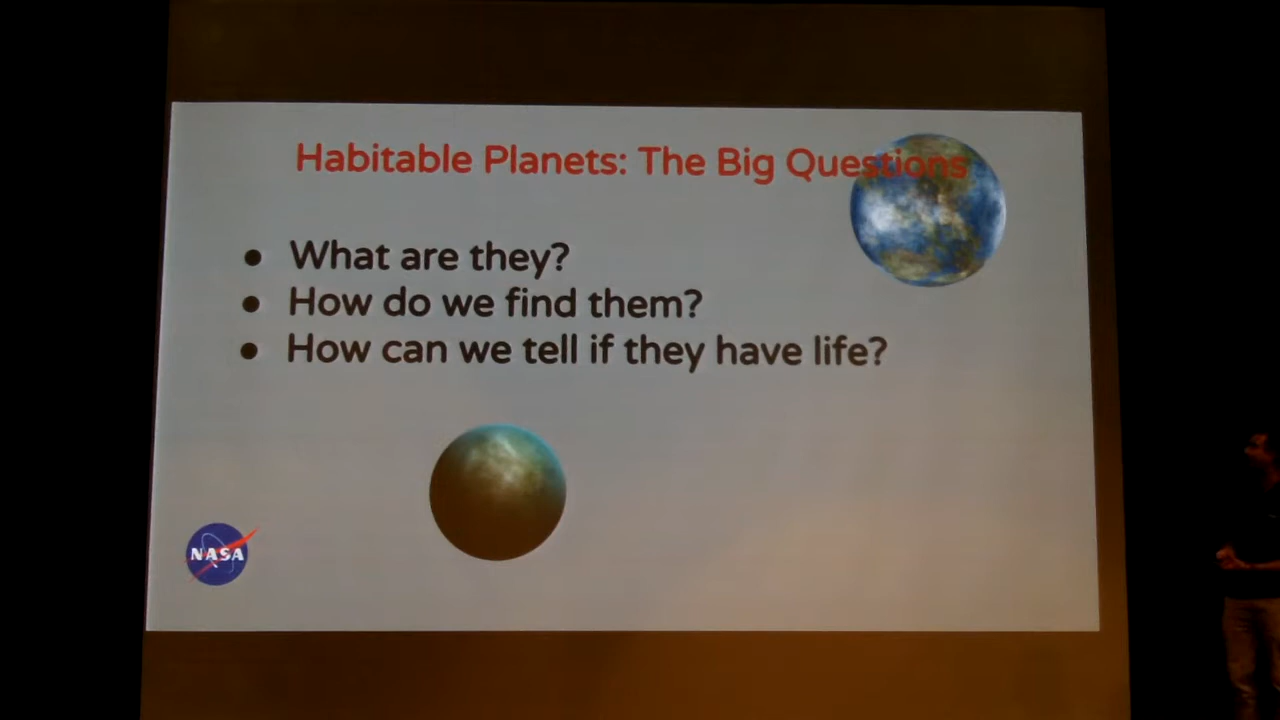 Habitable Planets: The Big Questions
● What are they?
● How do we find them?
● How can we tell if they have life?
NASA